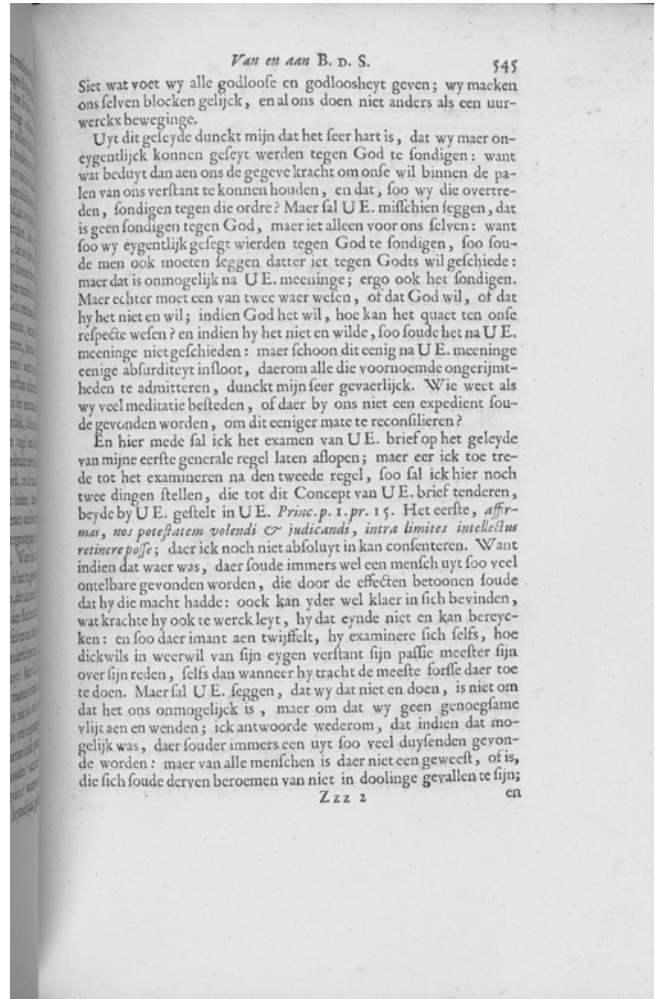 Van en aan B. D. S. 545
Siet wat voet wy alle godloose en godloosheyt geven; wy maeken
ons ſelven blocken gelijck, en al ons doen niet anders als een uur-
werckx beweginge.
Uyt dit geſeyde dunckt mijn dat het ſeer hart is, dat wy maer on-
eygentlijck konnen geſeyt werden tegen God te ſondigen: want
wat beduyt dan aen ons de gegeve kracht om onſe wil binnen de pa-
len van ons verſtant te konnen houden, en dat, ſoo wy die overtre-
den, ſondigen tegen die ordre? Maer ſal U E. miſſchien ſeggen, dat
is geen ſondigen tegen God, maer iet alleen voor ons ſelven: want
ſoo wy eygentlijk geſegt wierden tegen God te ſondigen, ſoo ſou-
de men ook moeten ſeggen datter iet tegen Godts wil geſchiede:
maer dat is onmogelijk na U E. meeninge; ergo ook het ſondigen.
Maer echter moet een van twee waer weſen, of dat God wil, of dat
hy het niet en wil; indien God het wil, hoe kan het quaet ten onſe
reſpecte weſen? en indien hy het niet en wilde, ſoo ſoude het na U E.
meeninge niet geſchieden: maer ſchoon dit eenig na U E. meeninge
eenige abſurditeyt inſloot, daerom alle die voornoemde ongerijmt-
heden te admitteren, dunckt mijn ſeer gevaerlijck. Wie weet als
wy veel meditatie beſteden, of daer by ons niet een expedient ſou-
de gevonden worden, om dit eeniger mate te reconſilieren?
En hier mede ſal ick het examen van U E. brief op het geleyde
van mijne eerſte generale regel laten aflopen; maer eer ick toe tre-
de tot het examineren na den tweede regel, ſoo ſal ick hier noch
twee dingen ſtellen, die tot dit Concept van U E. brief tenderen,
beyde by U E. geſtelt in U E. Princ. p. 1. pr. 15. Het eerſte, affir-
mas, nos poteſtatem volendi & judicandi, intra limites intellectus
retinere poſſe; daer ick noch niet abſoluyt in kan conſenteren. Want
indien dat waer was, daer ſoude immers wel een menſch uyt ſoo veel
ontelbare gevonden worden, die door de effecten betoonen ſoude
dat hy die macht hadde: oock kan yder wel klaer in ſich bevinden,
wat krachte hy ook te werck leyt, hy dat eynde niet en kan bereyc-
ken: en ſoo daer imant aen twijffelt, hy examinere ſich ſelfs, hoe
dickwils in weerwil van ſijn eygen verſtant ſijn paſſie meeſter ſijn
over ſijn reden, ſelfs dan wanneer hy tracht de meeſte forſſe daer toe
te doen. Maer ſal U E. ſeggen, dat wy dat niet en doen, is niet om
dat het ons onmogelijck is, maer om dat wy geen genoegſame
vlijt aen en wenden; ick antwoorde wederom, dat indien dat mo-
gelijk was, daer ſouder immers een uyt ſoo veel duyſenden gevon-
de worden: maer van alle menſchen is daer niet een geweeſt, of is,
die ſich ſoude derven beroemen van niet in doolinge gevallen te ſijn;
Zzz 2 en